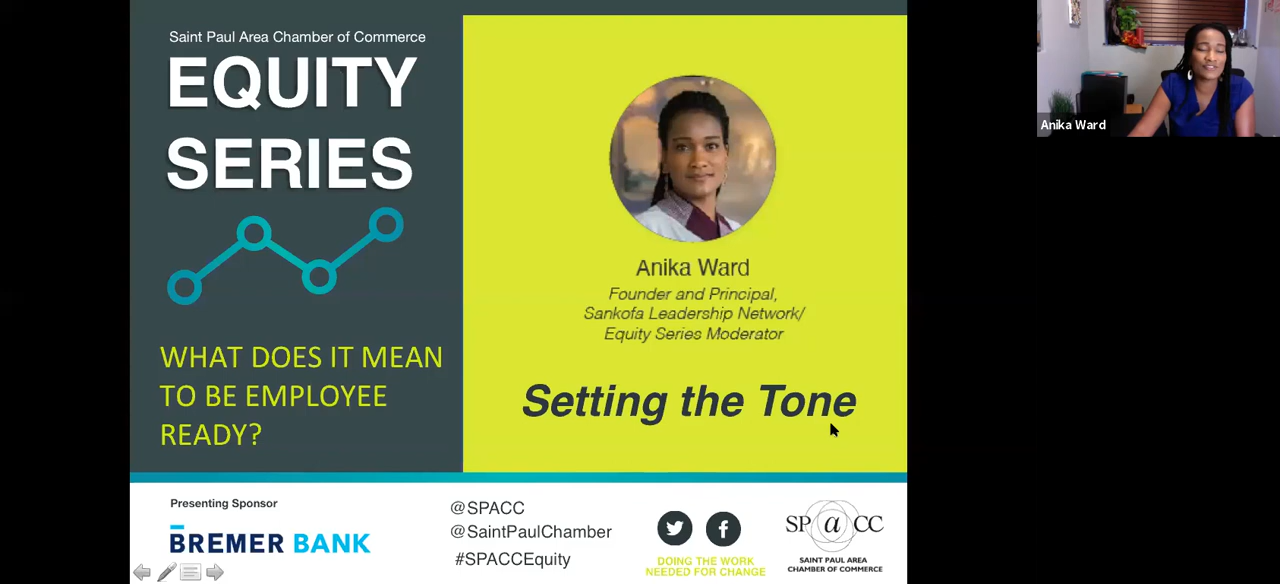 Saint Paul Area Chamber of Commerce
EQUITY
SERIES
WHAT DOES IT MEAN
TO BE EMPLOYEE
READY?
Anika Ward
Founder and Principal,
Sankofa Leadership Network/
Equity Series Moderator
Setting the Tone
Presenting Sponsor
BREMER BANK
@SPACC
@SaintPaulChamber
#SPACCEquity
DOING THE WORK
NEEDED FOR CHANGE
SPaCC
SAINT PAUL AREA
CHAMBER OF COMMERCE
Anika Ward